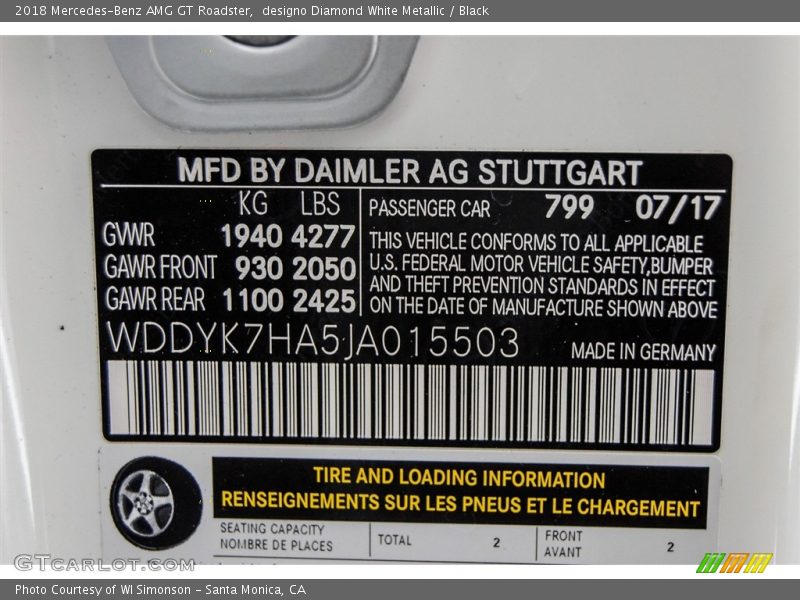 2018 Mercedes-Benz AMG GT Roadster,  designo Diamond White Metallic / Black
MFD BY DAIMLER AG STUTTGART
KG LBS
GWR 1940 4277
GAWR FRONT 930 2050
GAWR REAR 1100 2425
PASSENGER CAR 799 07/17
THIS VEHICLE CONFORMS TO ALL APPLICABLE
U.S. FEDERAL MOTOR VEHICLE SAFETY,BUMPER
AND THEFT PREVENTION STANDARDS IN EFFECT
ON THE DATE OF MANUFACTURE SHOWN ABOVE
WDDYK7HA5JA015503
MADE IN GERMANY
TIRE AND LOADING INFORMATION
RENSEIGNEMENTS SUR LES PNEUS ET LE CHARGEMENT
SEATING CAPACITY
NOMBRE DE PLACES
TOTAL 2
FRONT
AVANT 2
GTCARLOT.COM
Photo Courtesy of WI Simonson - Santa Monica, CA